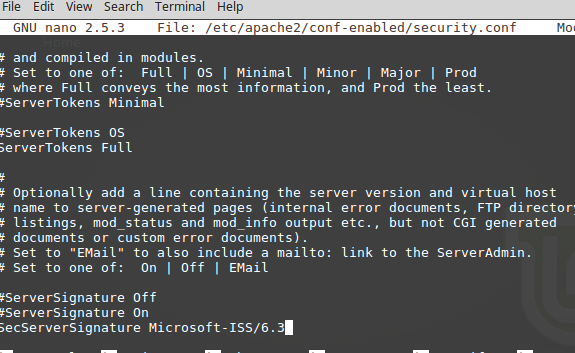 File Edit View Search Terminal Help
GNU nano 2.5.3 File: /etc/apache2/conf-enabled/security.conf Mo
# and compiled in modules.
# Set to one of: Full | OS | Minimal | Minor | Major | Prod
# where Full conveys the most information, and Prod the least.
#ServerTokens Minimal
#ServerTokens OS
ServerTokens Full
#
# Optionally add a line containing the server version and virtual host
# name to server-generated pages (internal error documents, FTP directory
# listings, mod_status and mod_info output etc., but not CGI generated
# documents or custom error documents).
# Set to "EMail" to also include a mailto: link to the ServerAdmin.
# Set to one of: On | Off | EMail
#ServerSignature Off
#ServerSignature On
SecServerSignature Microsoft-ISS/6.3